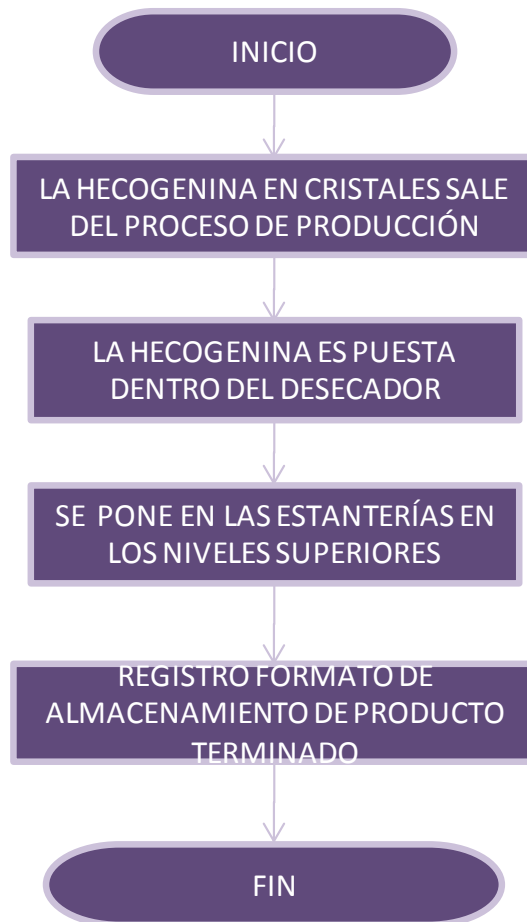 INICIO
LA HECOGENINA EN CRISTALES SALE
DEL PROCESO DE PRODUCCIÓN
LA HECOGENINA ES PUESTA
DENTRO DEL DESECADOR
SE PONE EN LAS ESTANTERÍAS EN
LOS NIVELES SUPERIORES
REGISTRO FORMATO DE
ALMACENAMIENTO DE PRODUCTO
TERMINADO
FIN